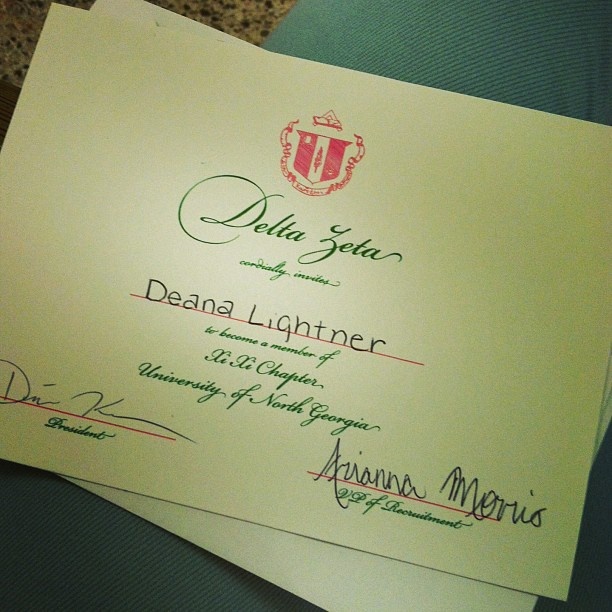 Delta Zeta
cordially invites
Deana Lightner
to become a member of
Xi Xi Chapter
University of North Georgia
President
Arianna Morris
VP of Recruitment